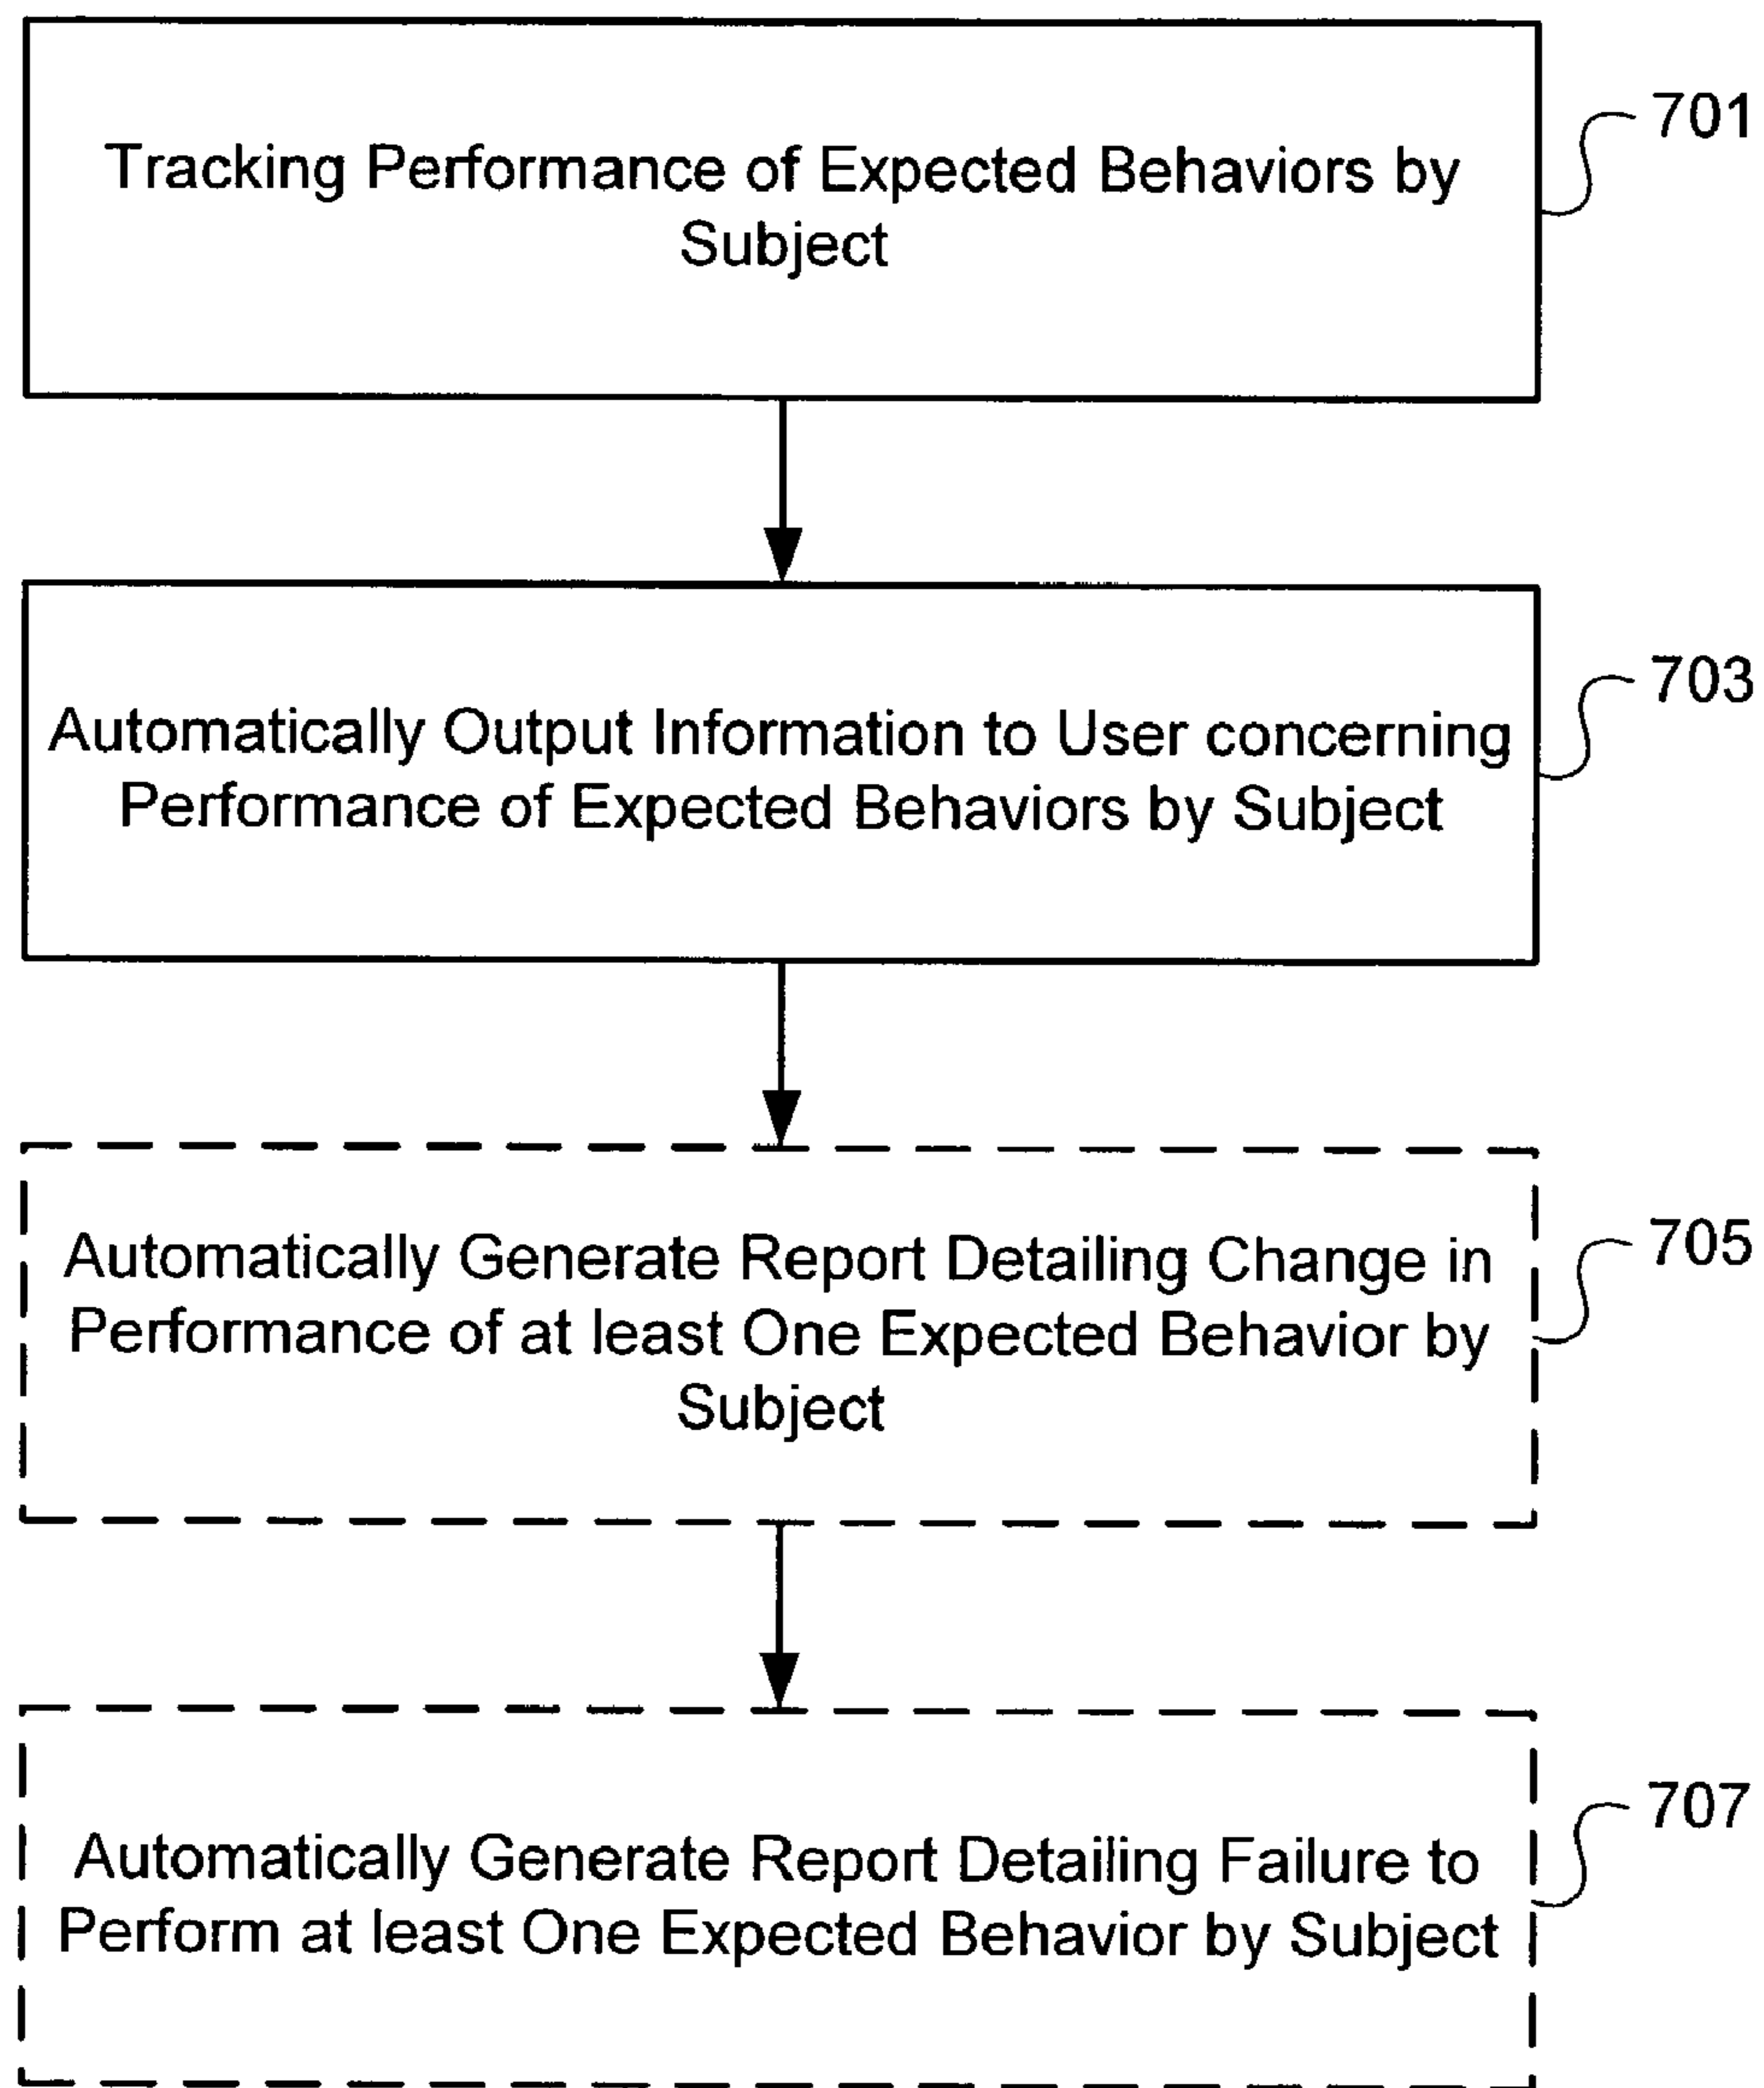 701
Tracking Performance of Expected Behaviors by
Subject
703
Automatically Output Information to User concerning
Performance of Expected Behaviors by Subject
705
Automatically Generate Report Detailing Change in
Performance of at least One Expected Behavior by
Subject
707
Automatically Generate Report Detailing Failure to
Perform at least One Expected Behavior by Subject